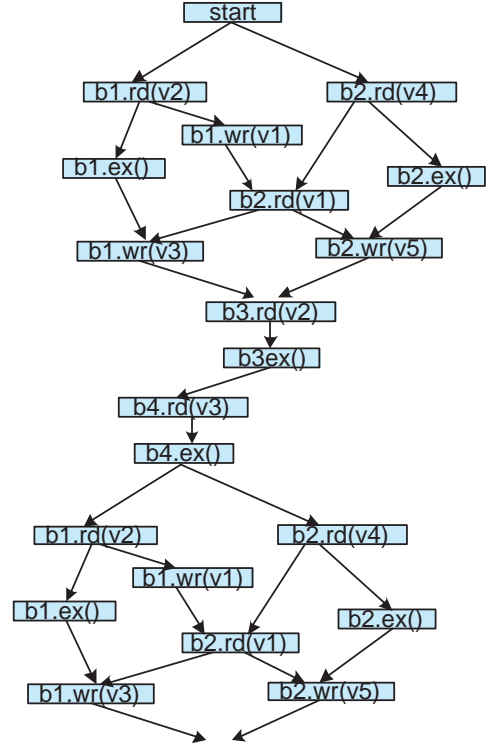 start
b1.rd(v2)
b2.rd(v4)
b1.wr(v1)
b1.ex()
b2.ex()
b2.rd(v1)
b1.wr(v3)
b2.wr(v5)
b3.rd(v2)
b3ex()
b4.rd(v3)
b4.ex()
b1.rd(v2)
b2.rd(v4)
b1.wr(v1)
b1.ex()
b2.ex()
b2.rd(v1)
b1.wr(v3)
b2.wr(v5)